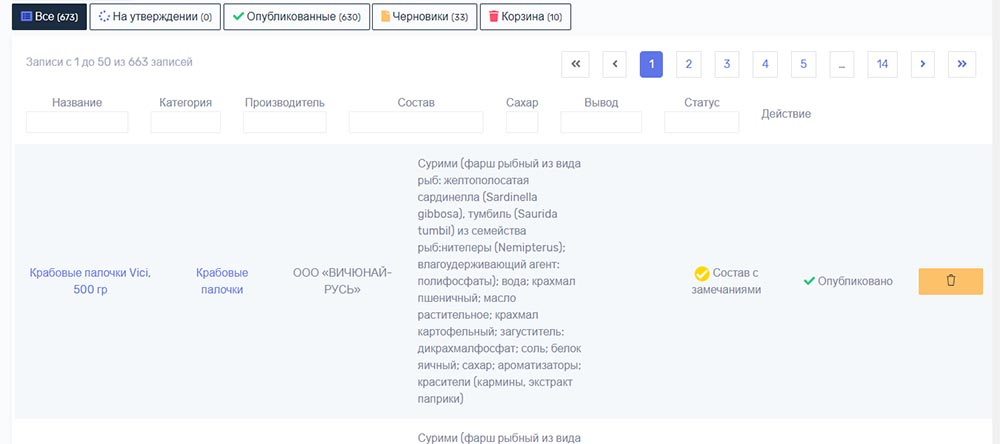 Все (673) На утверждении (0) Опубликованные (630) Черновики (33) Корзина (10)
Записи с 1 до 50 из 663 записей
« ‹ 1 2 3 4 5 ... 14 › »
Название Категория Производитель Состав Сахар Вывод Статус Действие
Крабовые палочки Vici,
500 гр
Крабовые
палочки
ООО «ВИЧЮНАЙ-
РУСЬ»
Сурими (фарш рыбный из вида
рыб: желтополосатая
сардинелла (Sardinella
gibbosa), тумбиль (Saurida
tumbil) из семейства
рыб:нитеперы (Nemipterus);
влагоудерживающий агент:
полифосфаты); вода; крахмал
пшеничный; масло
растительное; крахмал
картофельный; загуститель:
дикрахмалфосфат; соль; белок
яичный; сахар; ароматизаторы;
красители (кармины, экстракт
паприки)
Состав с
замечаниями
Опубликовано
Сурими (фарш рыбный из вида